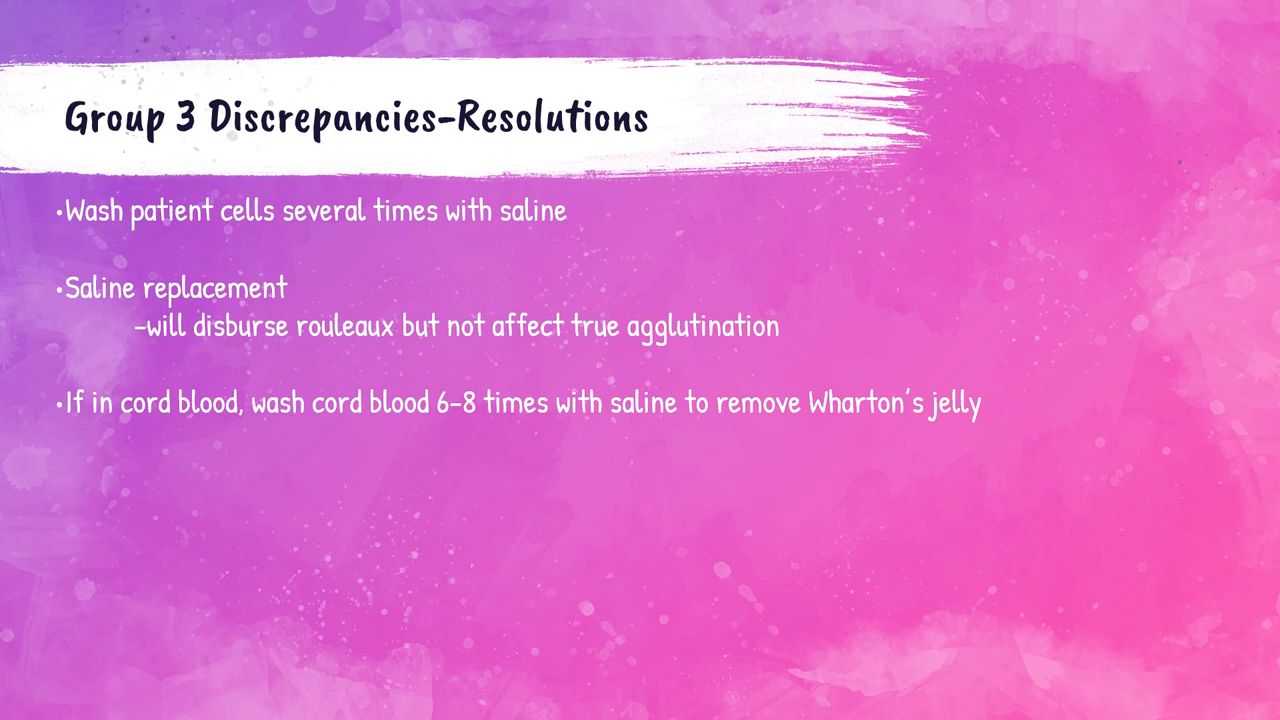 Group 3 Discrepancies-Resolutions
•Wash patient cells several times with saline
•Saline replacement
-will disburse rouleaux but not affect true agglutination
•If in cord blood, wash cord blood 6-8 times with saline to remove Wharton's jelly